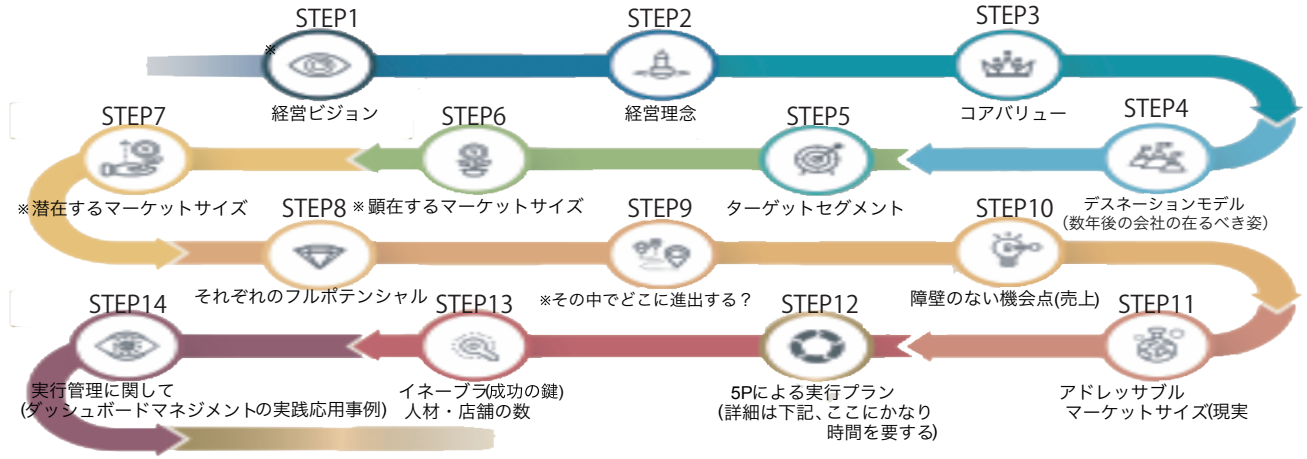 STEP1
STEP2
STEP3
※
経営ビジョン
経営理念
コアバリュー
STEP4
STEP5
STEP6
STEP7
デスネーションモデル
(数年後の会社の在るべき姿)
ターゲットセグメント
※顕在するマーケットサイズ
※潜在するマーケットサイズ
STEP8
STEP9
STEP10
それぞれのフルポテンシャル
※その中でどこに進出する？
障壁のない機会点(売上)
STEP11
STEP12
STEP13
STEP14
アドレッサブル
マーケットサイズ(現実
5Pによる実行プラン
(詳細は下記、ここにかなり
時間を要する)
イネーブラ(成功の鍵)
人材・店舗の数
実行管理に関して
(ダッシュボードマネジメントの実践応用事例)